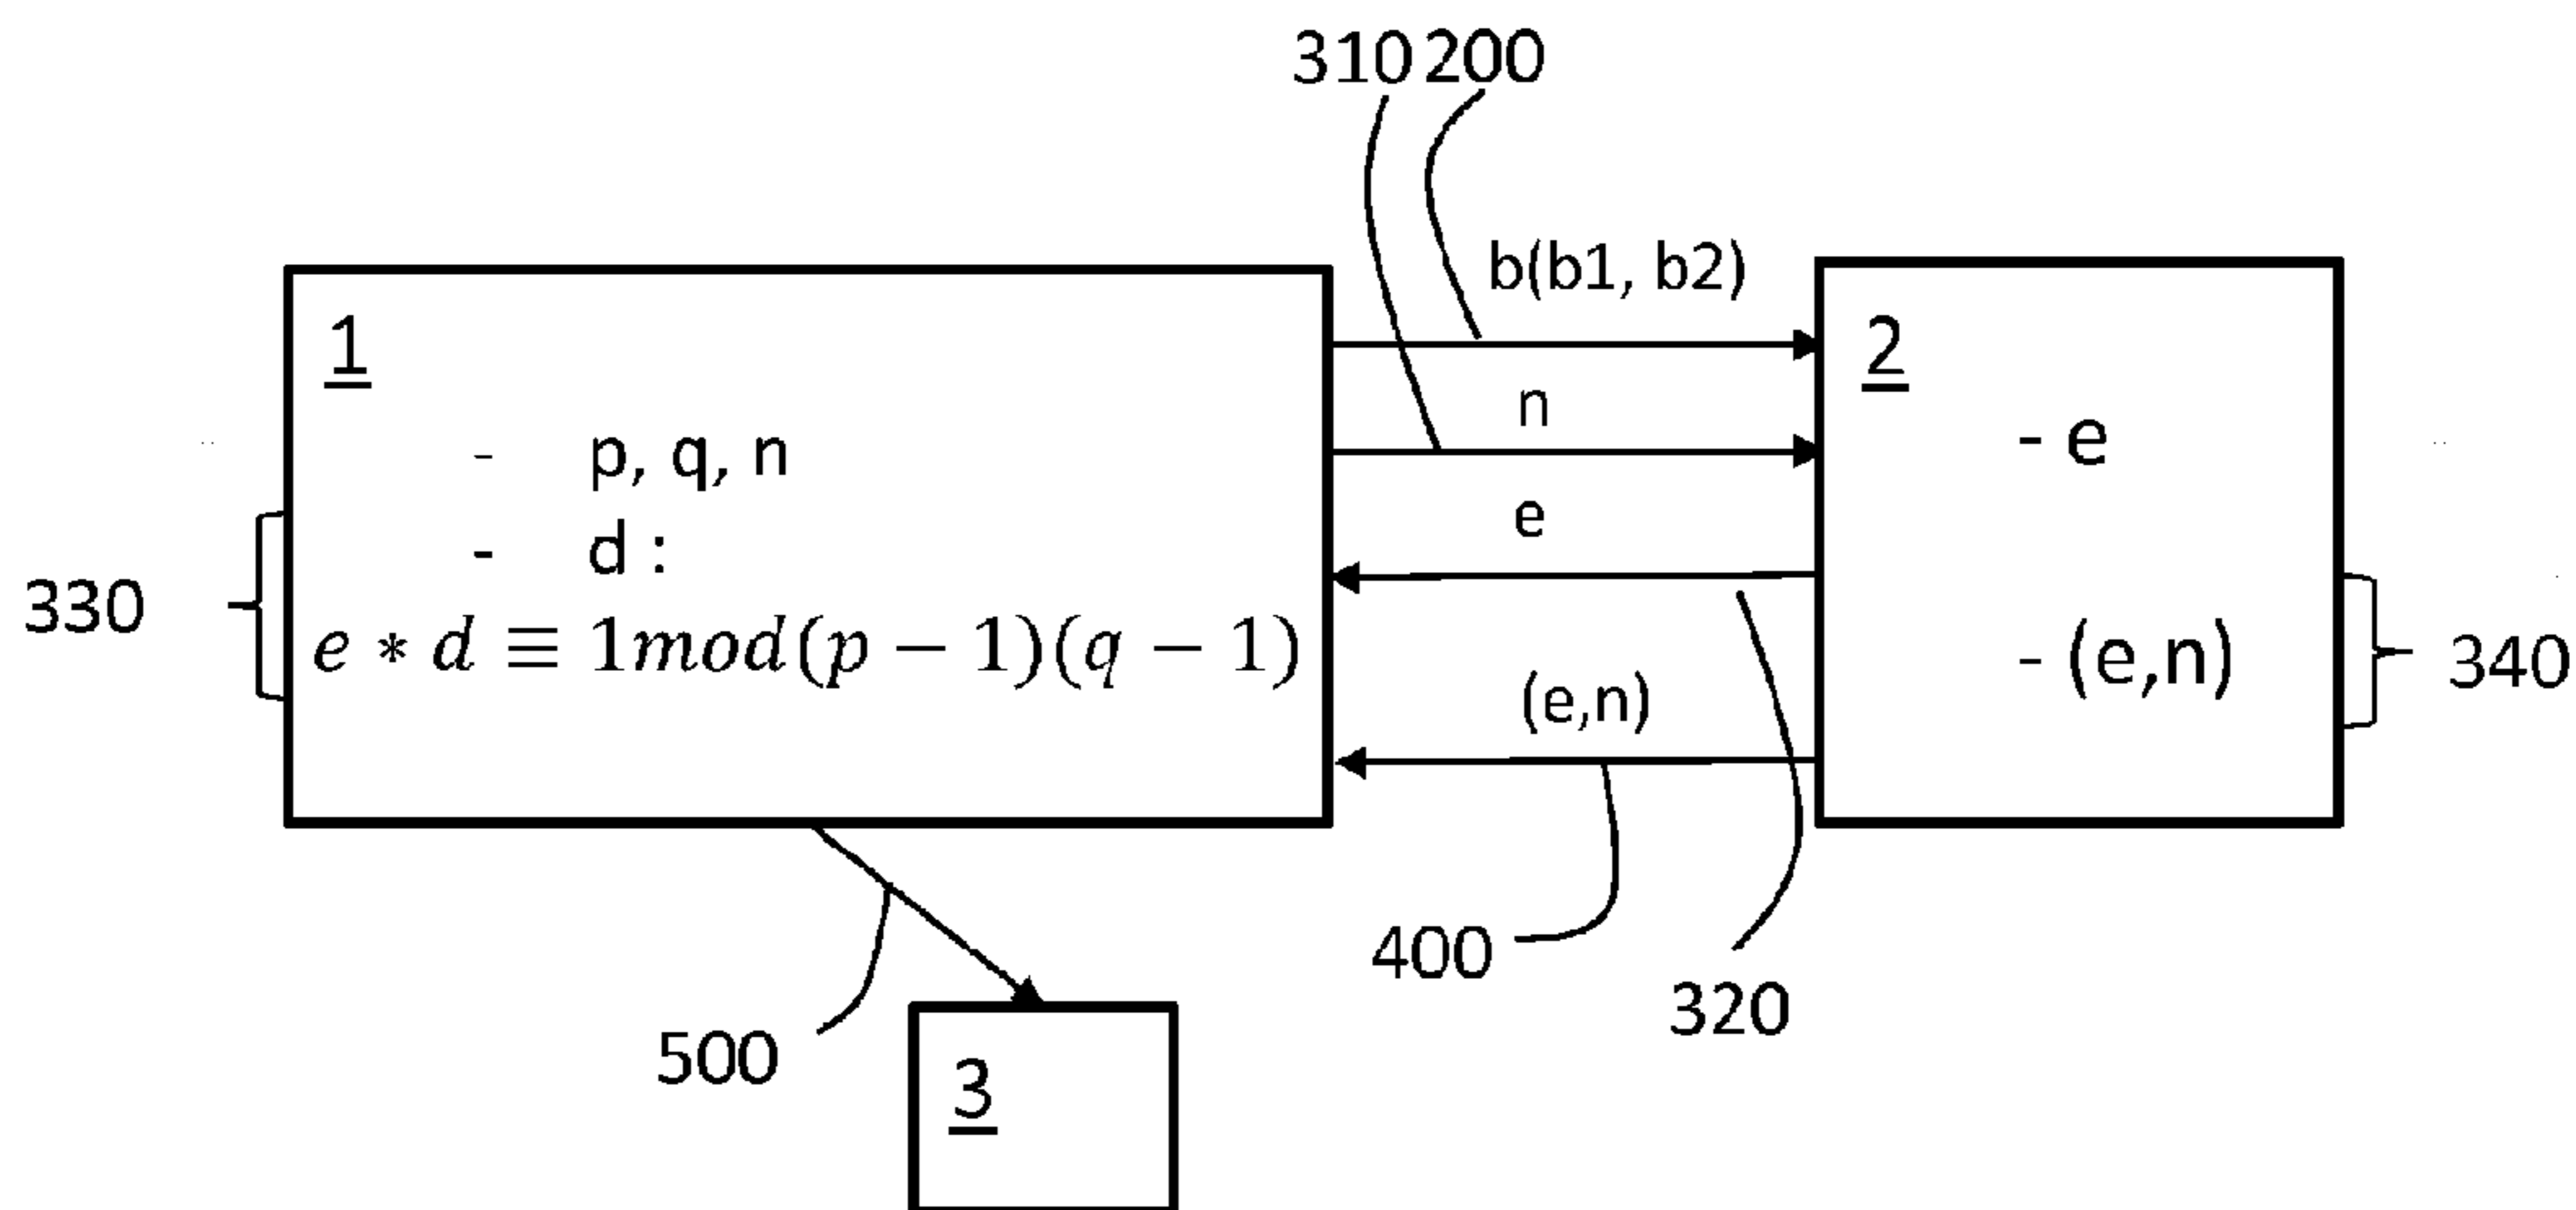 310 200
b(b1, b2)
1
2
n
- e
- p, q, n
e
- d :
330
e ∗ d ≡ 1mod(p − 1)(q − 1)
- (e,n)
340
(e,n)
400
320
500
3